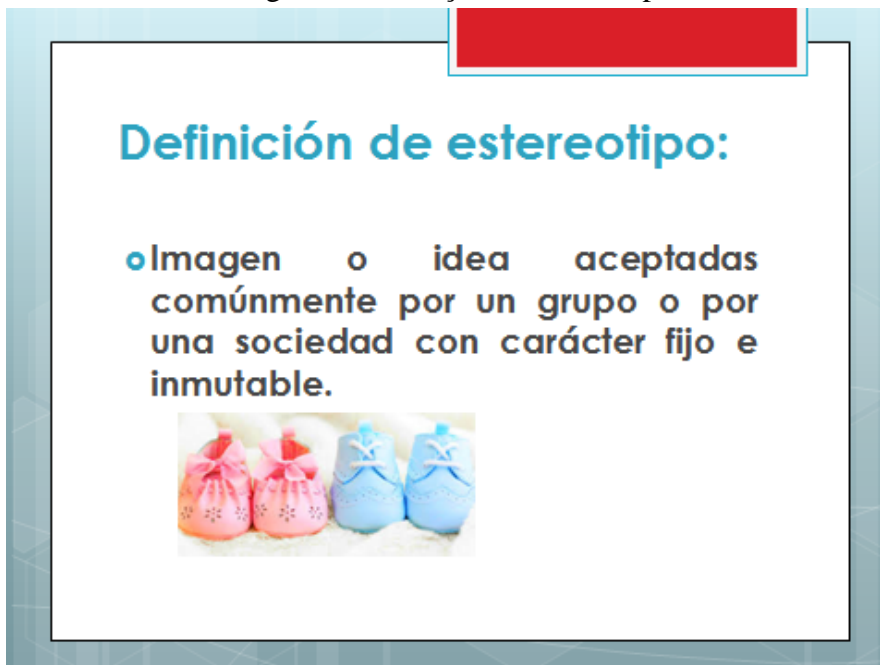 Definición de estereotipo:
Imagen o idea aceptadas
comúnmente por un grupo o por
una sociedad con carácter fijo e
inmutable.